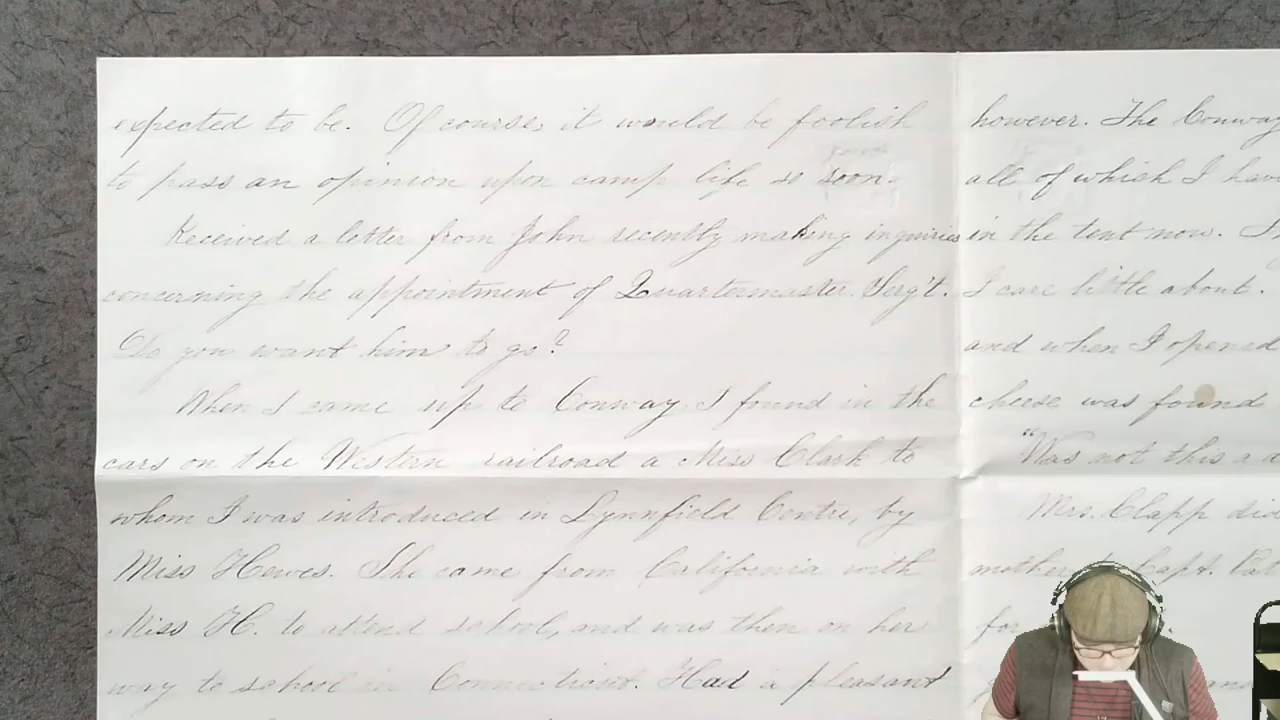 expected to be. Of course, it would be foolish
to pass an opinion upon camp life so soon.
Received a letter from John recently making inquiries
concerning the appointment of Quartermaster Serg't.
Do you want him to go?
When I came up to Conway I found in the
cars on the Western railroad a Miss Clark to
whom I was introduced in Lynnfield Centre, by
Miss Hewes. She came from California with
Miss H. to attend school, and was then on her
way to school in Connecticut. Had a pleasant
however. The Conway
all of which I have
in the tent now.
I care little about.
and when I opened
cheese was found
"Was not this a
Mrs. Clapp did
mother to Capt.
for